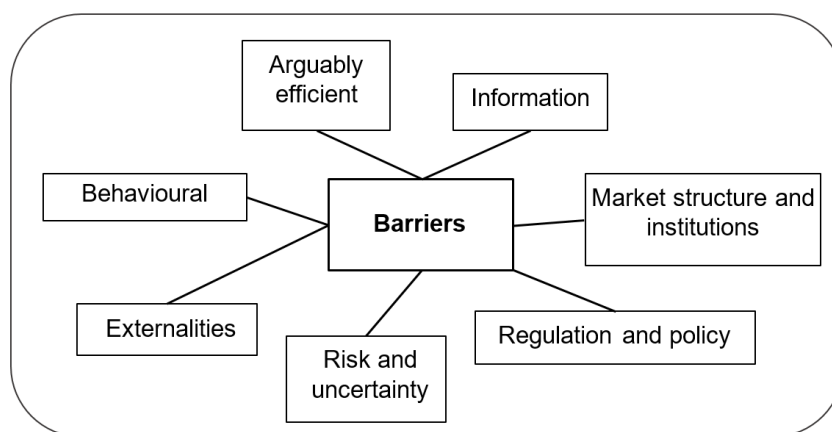 Arguably
efficient
Information
Behavioural
Barriers
Market structure and
institutions
Externalities
Risk and
uncertainty
Regulation and policy